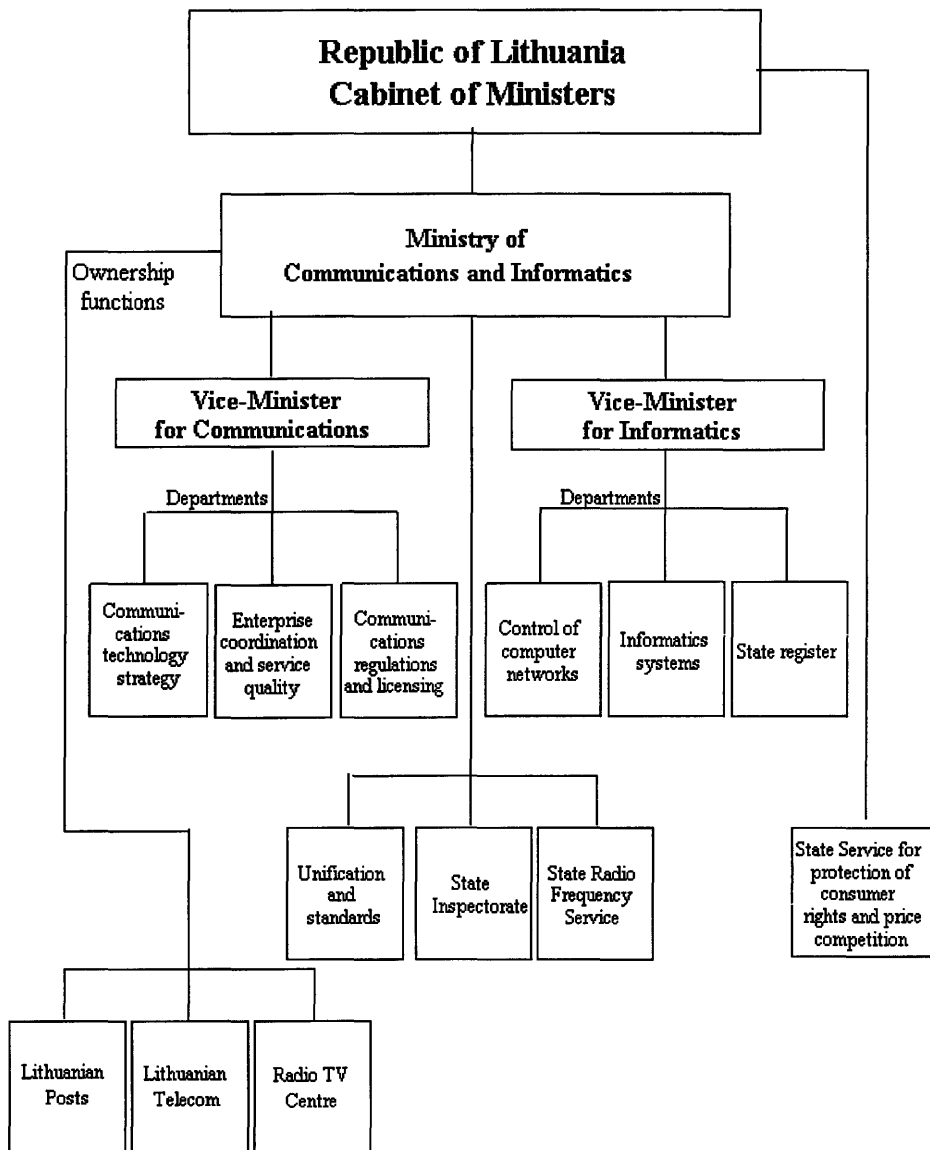 Republic of Lithuania
Cabinet of Ministers
Ministry of
Communications and Informatics
Ownership
functions
Vice-Minister
for Communications
Vice-Minister
for Informatics
Departments
Departments
Communi-
cations
technology
strategy
Enterprise
coordination
and service
quality
Communi-
cations
regulations
and licensing
Control of
computer
networks
Informatics
systems
State register
Unification
and
standards
State
Inspectorate
State Radio
Frequency
Service
State Service for
protection of
consumer
rights and price
competition
Lithuanian
Posts
Lithuanian
Telecom
Radio TV
Centre